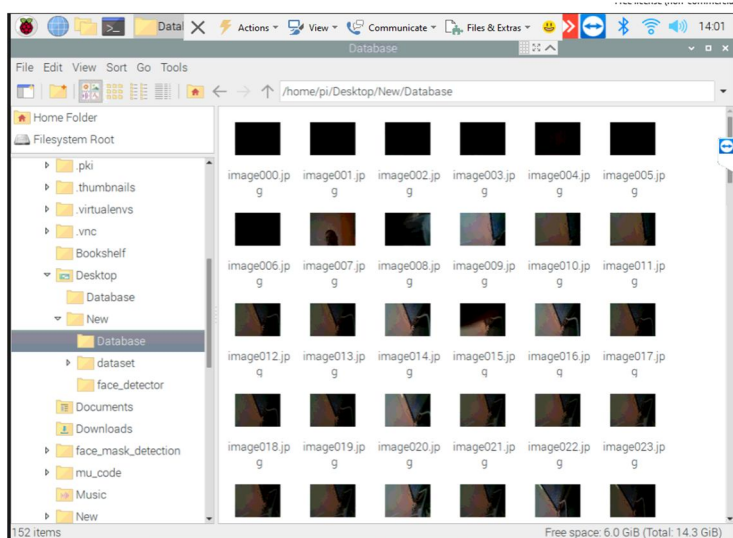 Data
Actions
View
Communicate
Files & Extras
14:01
Database
File Edit View Sort Go Tools
/home/pi/Desktop/New/Database
Home Folder
Filesystem Root
.pki
.thumbnails
.virtualenvs
.vnc
Bookshelf
Desktop
Database
New
Database
dataset
face_detector
Documents
Downloads
face_mask_detection
mu_code
Music
New
image000.jp image001.jp image002.jp image003.jp image004.jp image005.jp
g g g g g g
image006.jp image007.jp image008.jp image009.jp image010.jp image011.jp
g g g g g g
image012.jp image013.jp image014.jp image015.jp image016.jp image017.jp
g g g g g g
image018.jp image019.jp image020.jp image021.jp image022.jp image023.jp
g g g g g g
152 items
Free space: 6.0 GiB (Total: 14.3 GiB)